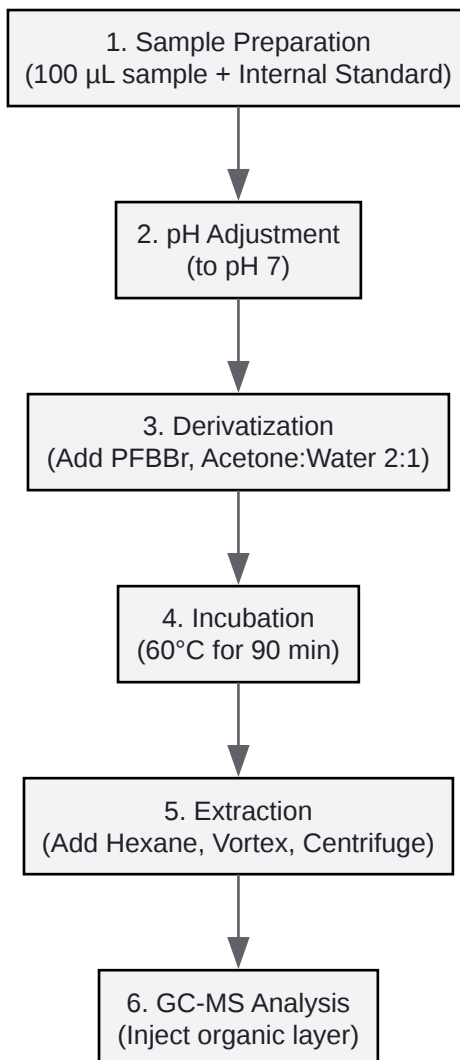 1. Sample Preparation
(100 µL sample + Internal Standard)
2. pH Adjustment
(to pH 7)
3. Derivatization
(Add PFBBr, Acetone:Water 2:1)
4. Incubation
(60°C for 90 min)
5. Extraction
(Add Hexane, Vortex, Centrifuge)
6. GC-MS Analysis
(Inject organic layer)